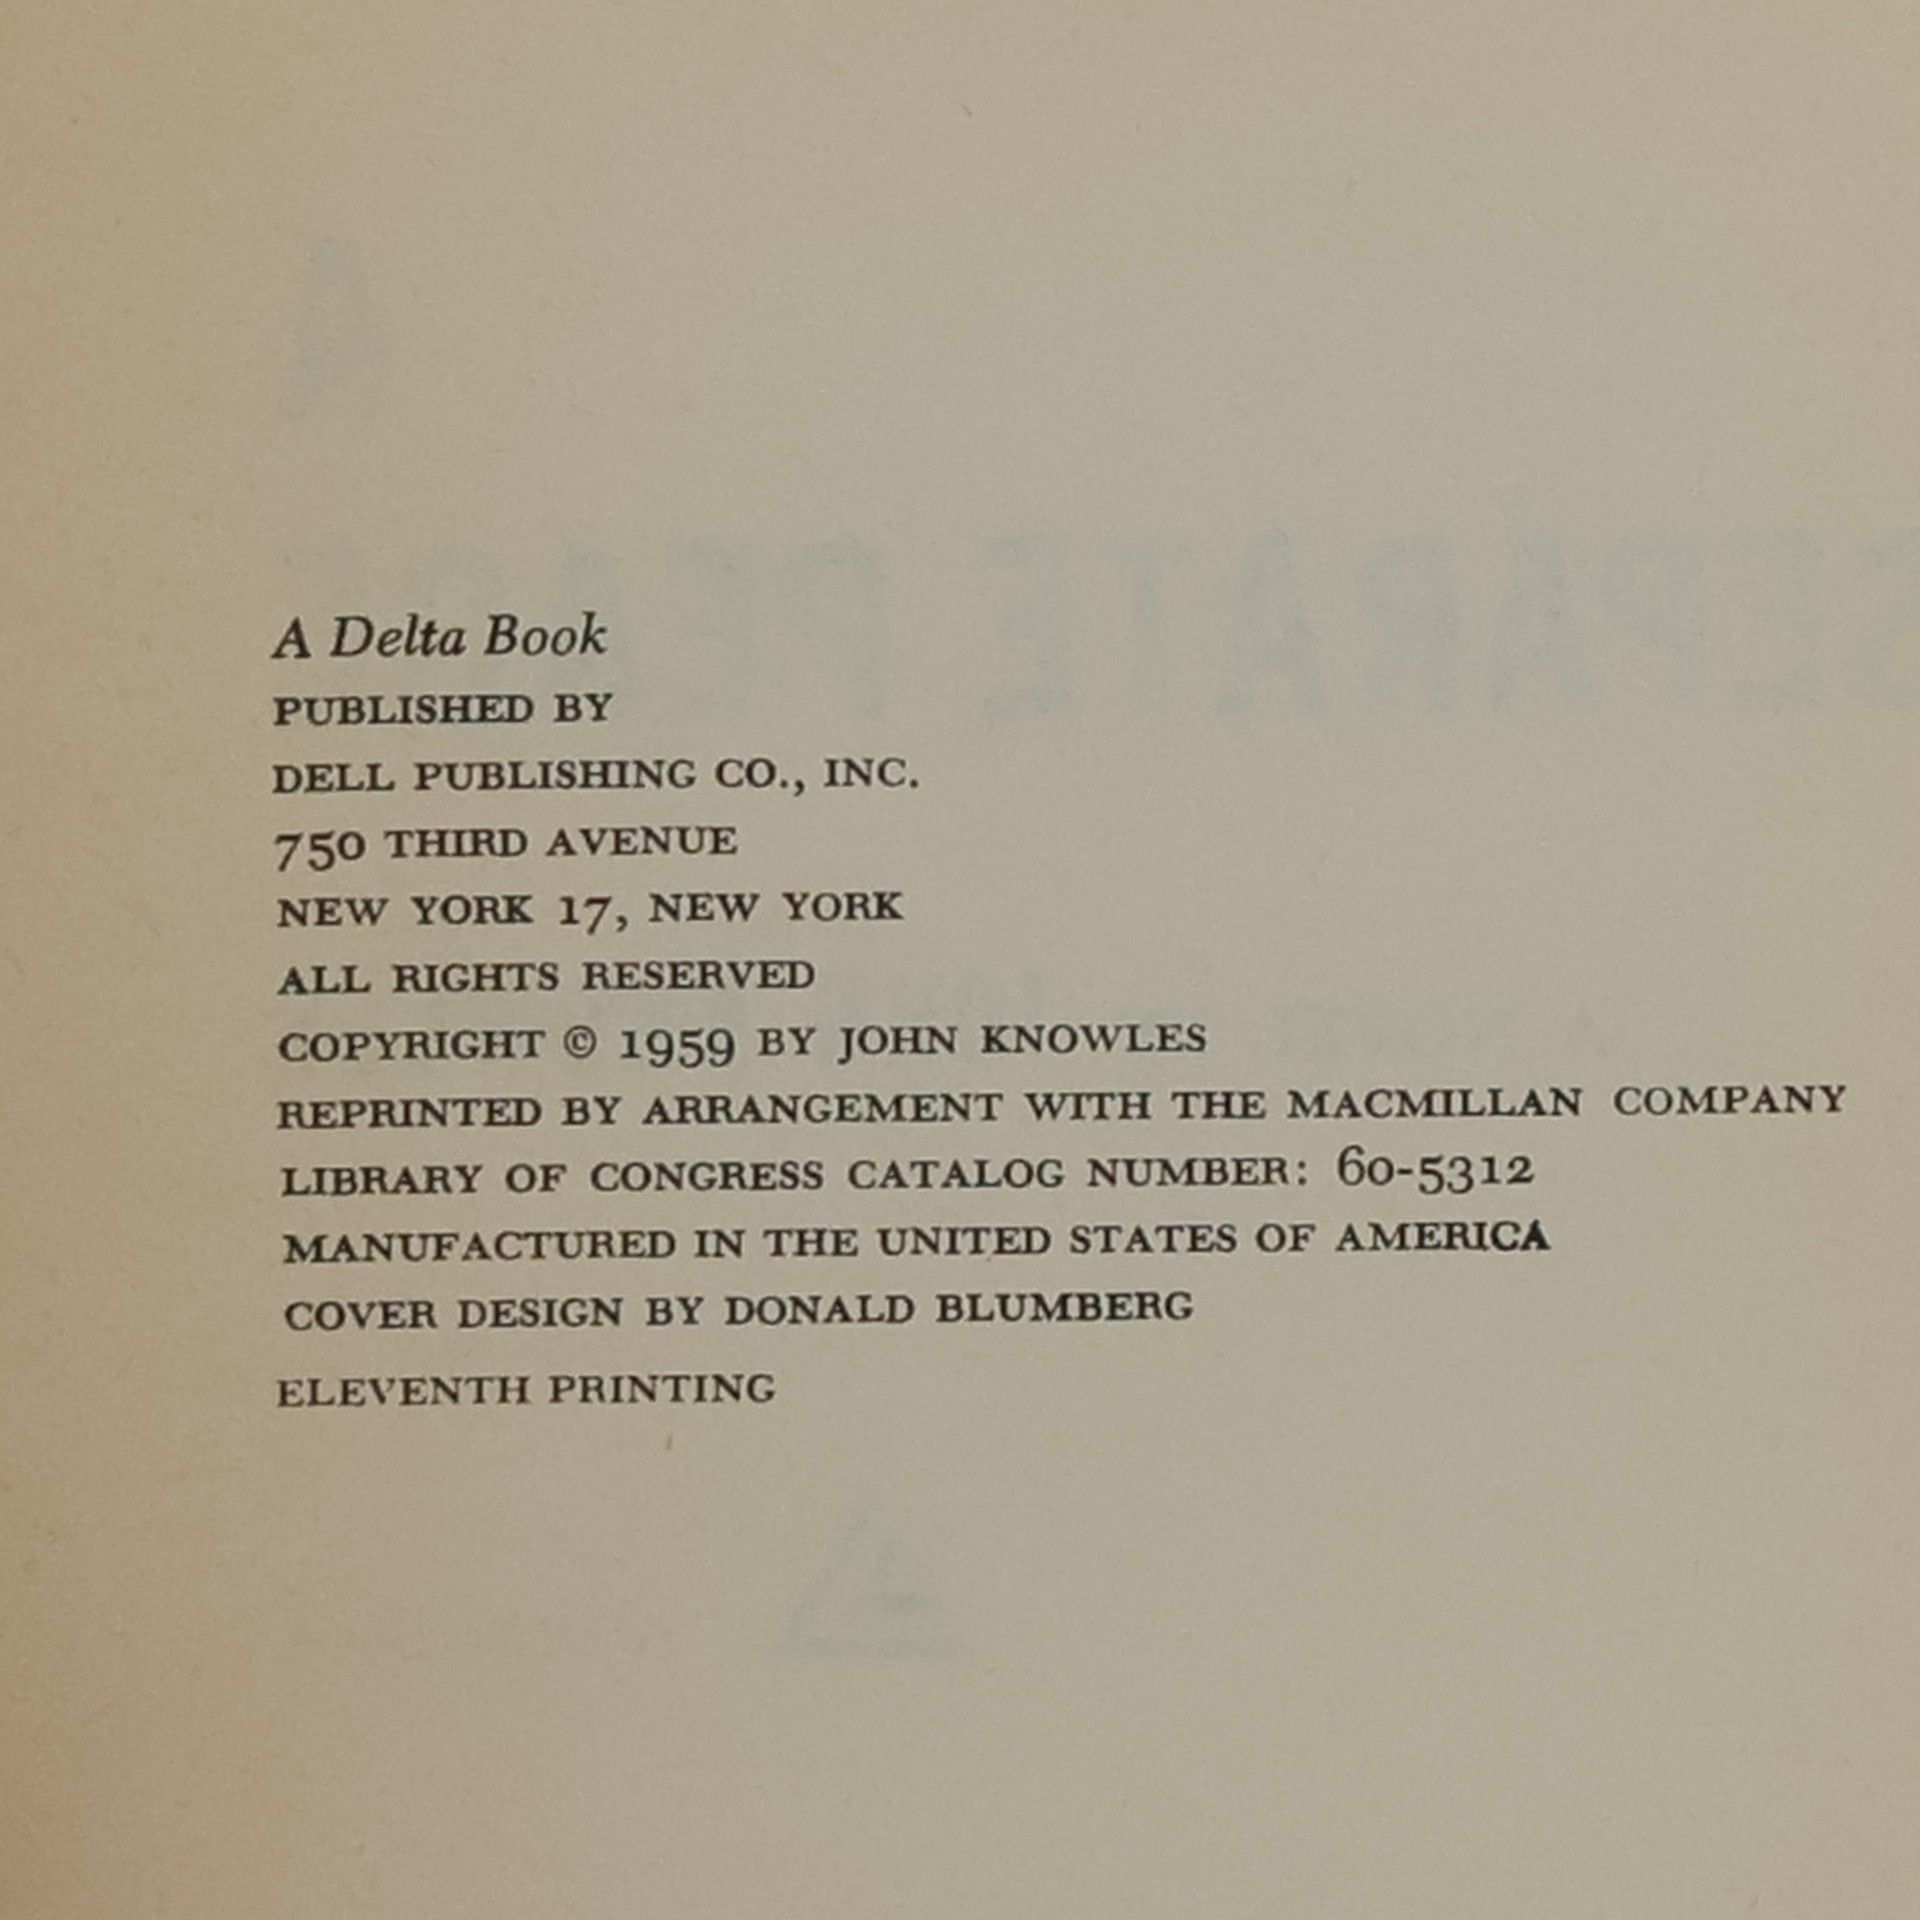 A Delta Book
PUBLISHED BY
DELL PUBLISHING CO., INC.
750 THIRD AVENUE
NEW YORK 17, NEW YORK
ALL RIGHTS RESERVED
COPYRIGHT © 1959 BY JOHN KNOWLES
REPRINTED BY ARRANGEMENT WITH THE MACMILLAN COMPANY
LIBRARY OF CONGRESS CATALOG NUMBER: 60-5312
MANUFACTURED IN THE UNITED STATES OF AMERICA
COVER DESIGN BY DONALD BLUMBERG
ELEVENTH PRINTING